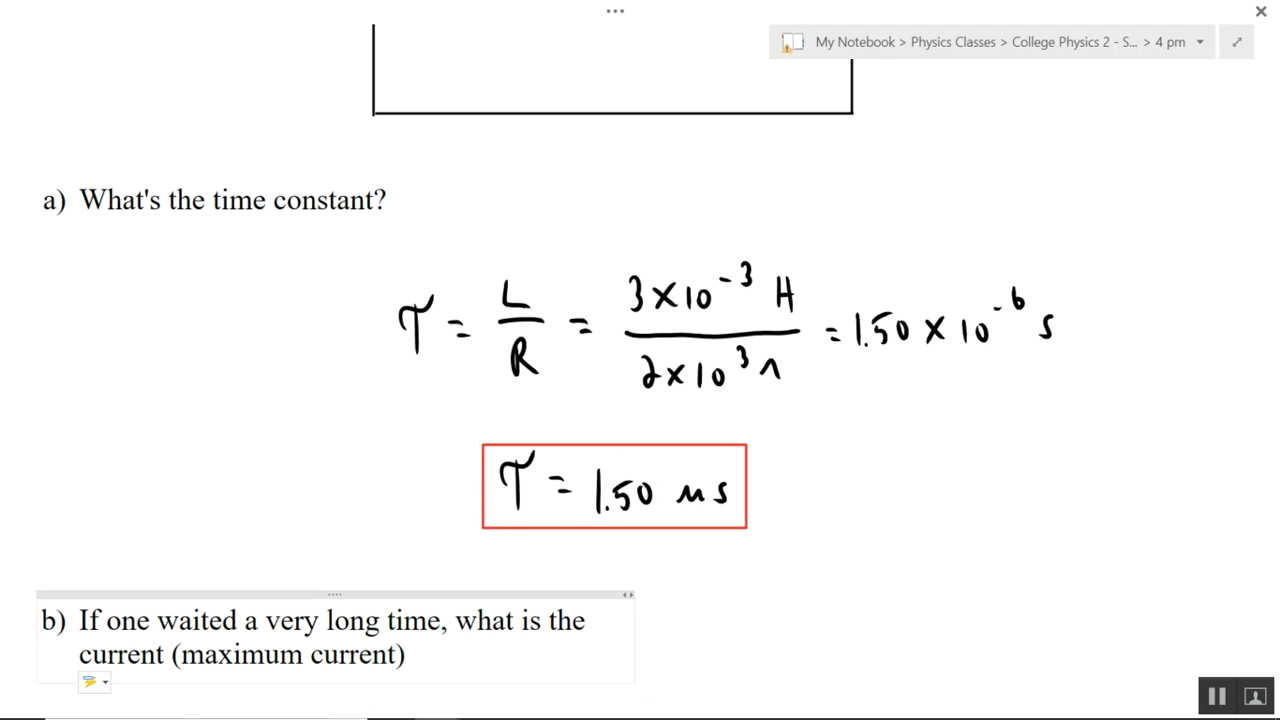 My Notebook > Physics Classes > College Physics 2 - S... > 4 pm
a) What's the time constant?
τ = L/R = 3×10⁻³ H / 2×10³ Ω = 1.50 × 10⁻⁶ s
τ = 1.50 μs
b) If one waited a very long time, what is the
current (maximum current)